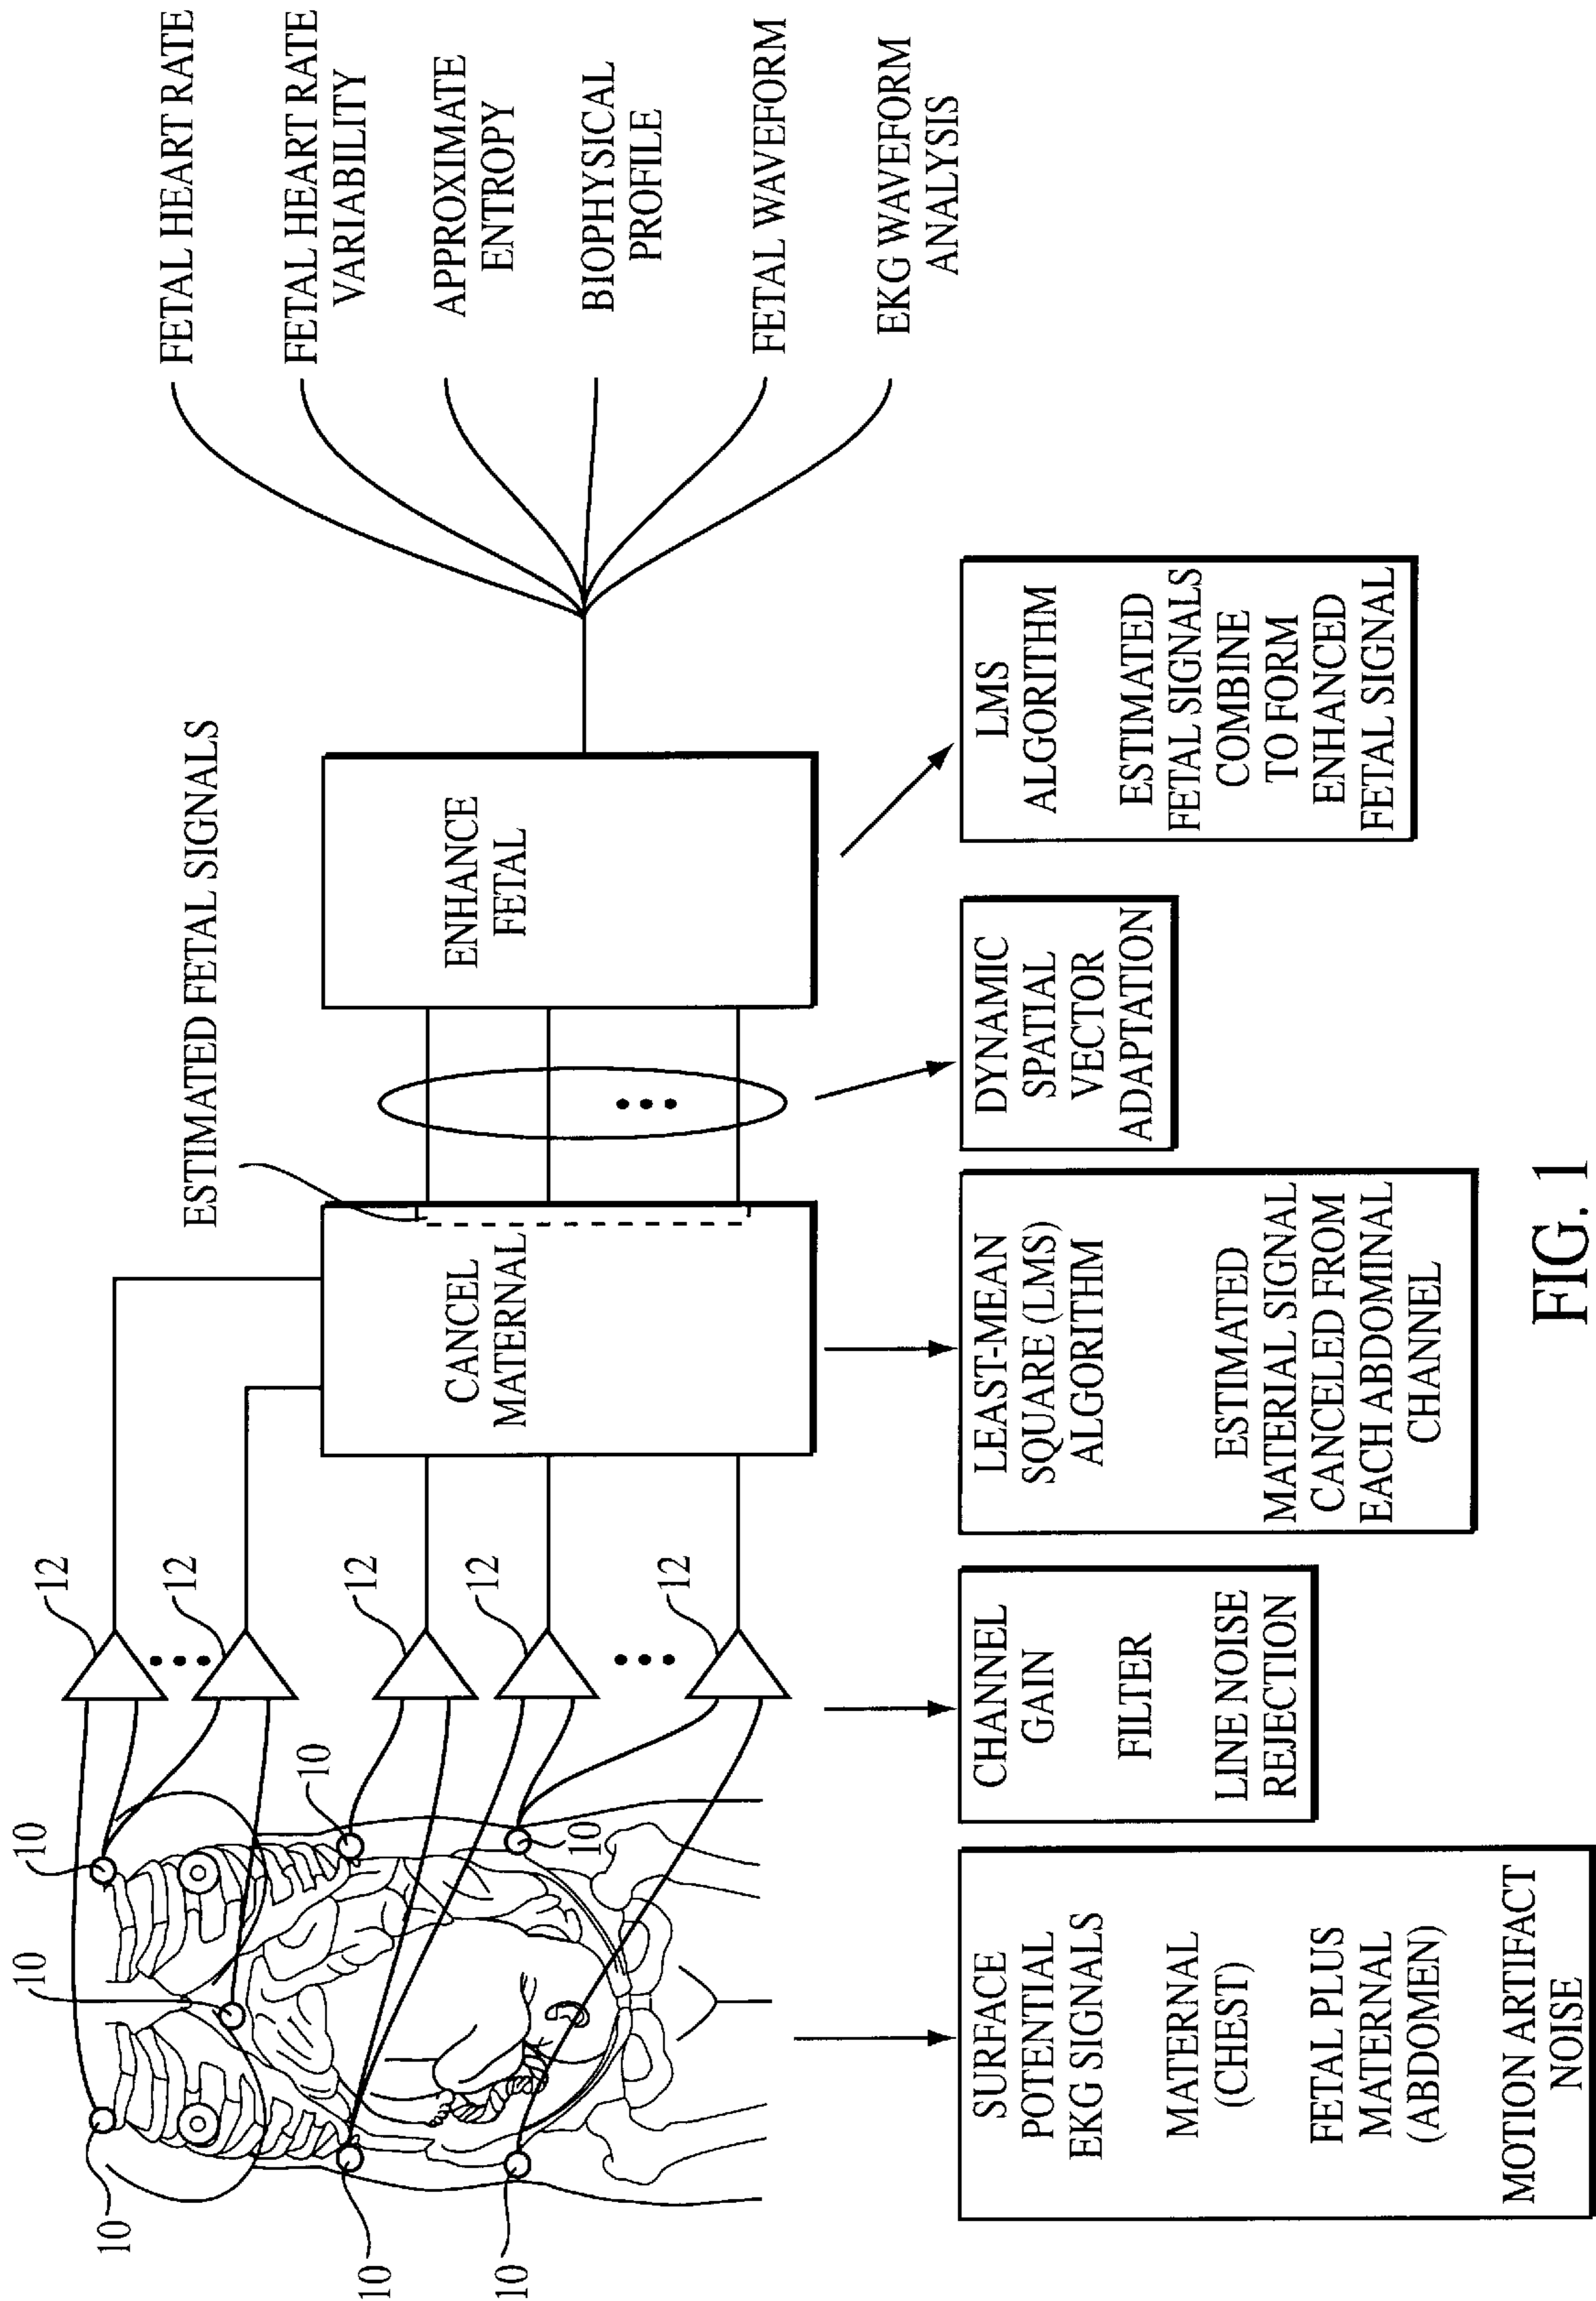 10
10
10
10
10
10
10
12
12
12
12
12
ESTIMATED FETAL SIGNALS
CANCEL
MATERNAL
ENHANCE
FETAL
FETAL HEART RATE
FETAL HEART RATE
VARIABILITY
APPROXIMATE
ENTROPY
BIOPHYSICAL
PROFILE
FETAL WAVEFORM
EKG WAVEFORM
ANALYSIS
SURFACE
POTENTIAL
EKG SIGNALS
MATERNAL
(CHEST)
FETAL PLUS
MATERNAL
(ABDOMEN)
MOTION ARTIFACT
NOISE
CHANNEL
GAIN
FILTER
LINE NOISE
REJECTION
LEAST-MEAN
SQUARE (LMS)
ALGORITHM
ESTIMATED
MATERIAL SIGNAL
CANCELED FROM
EACH ABDOMINAL
CHANNEL
DYNAMIC
SPATIAL
VECTOR
ADAPTATION
LMS
ALGORITHM
ESTIMATED
FETAL SIGNALS
COMBINE
TO FORM
ENHANCED
FETAL SIGNAL
FIG. 1